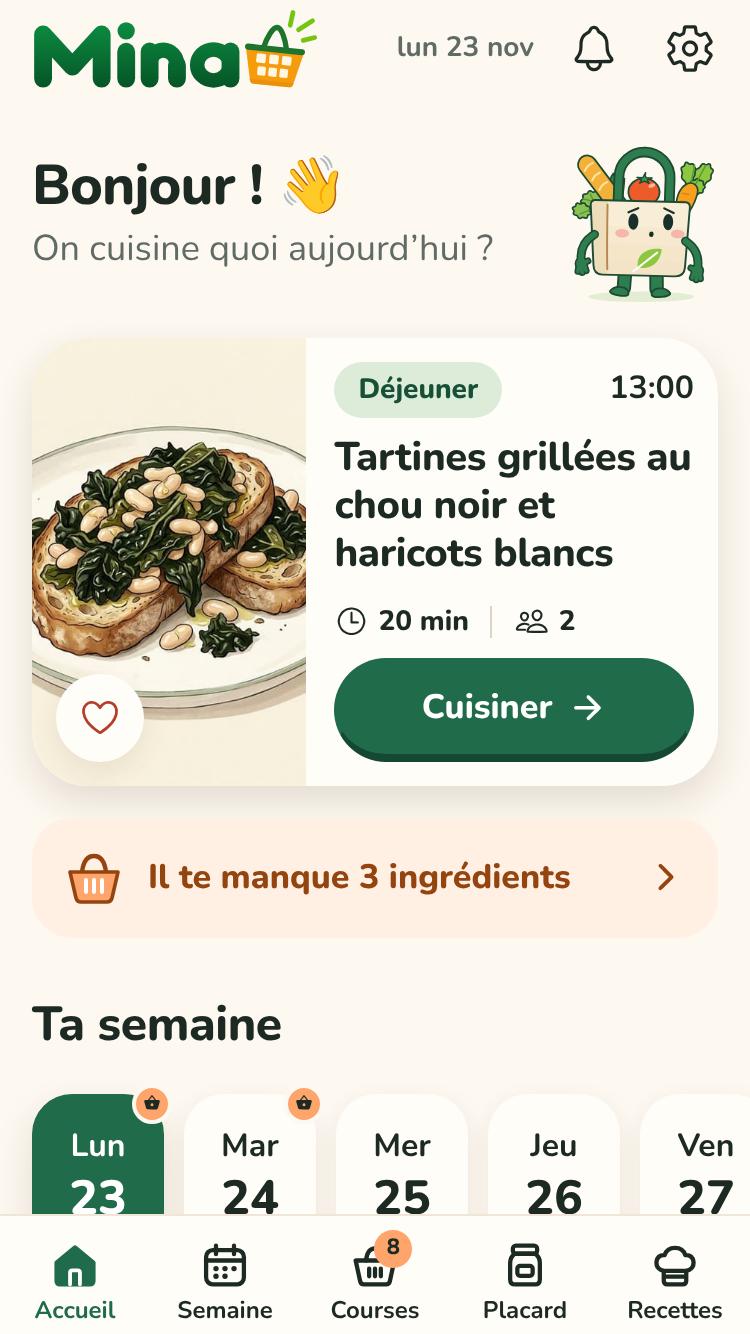 Mina
lun 23 nov
Bonjour ! 👋
On cuisine quoi aujourd’hui ?
Déjeuner
13:00
Tartines grillées au
chou noir et
haricots blancs
20 min
2
Cuisiner →
Il te manque 3 ingrédients
Ta semaine
Lun
23
Mar
24
Mer
25
Jeu
26
Ven
27
8
Accueil
Semaine
Courses
Placard
Recettes